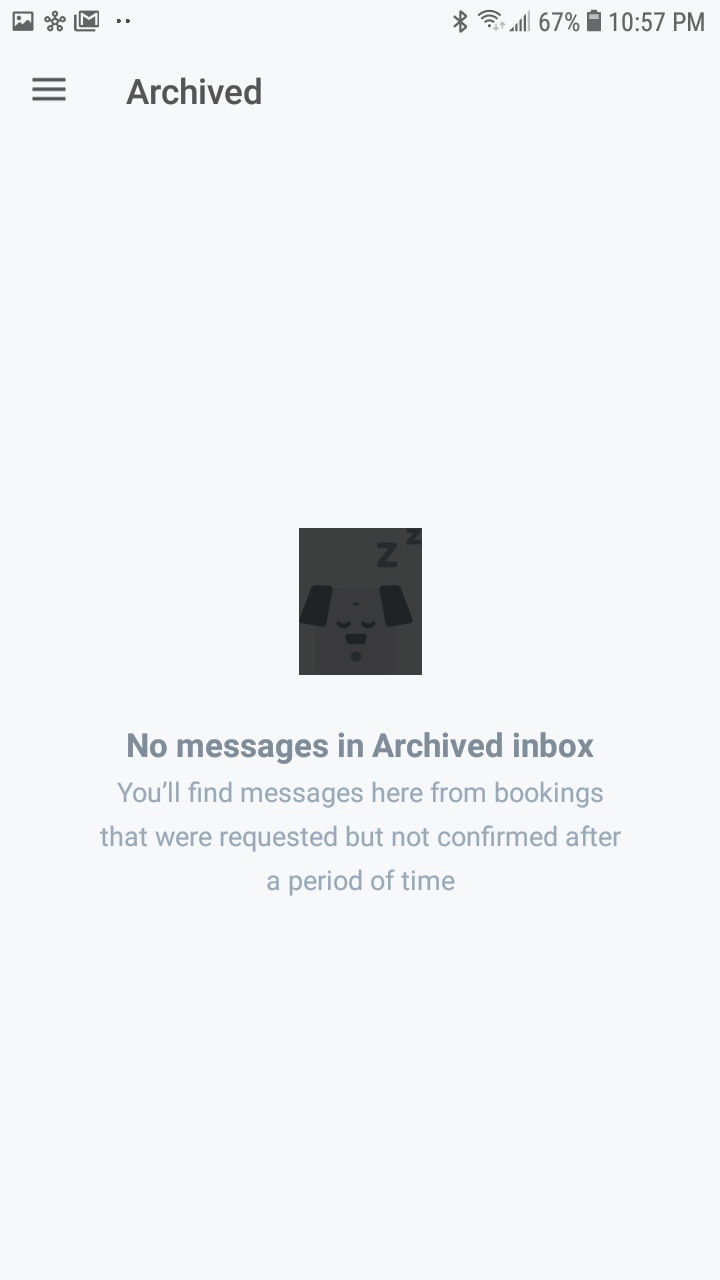 67% 10:57 PM
Archived
z z
No messages in Archived inbox
You’ll find messages here from bookings
that were requested but not confirmed after
a period of time